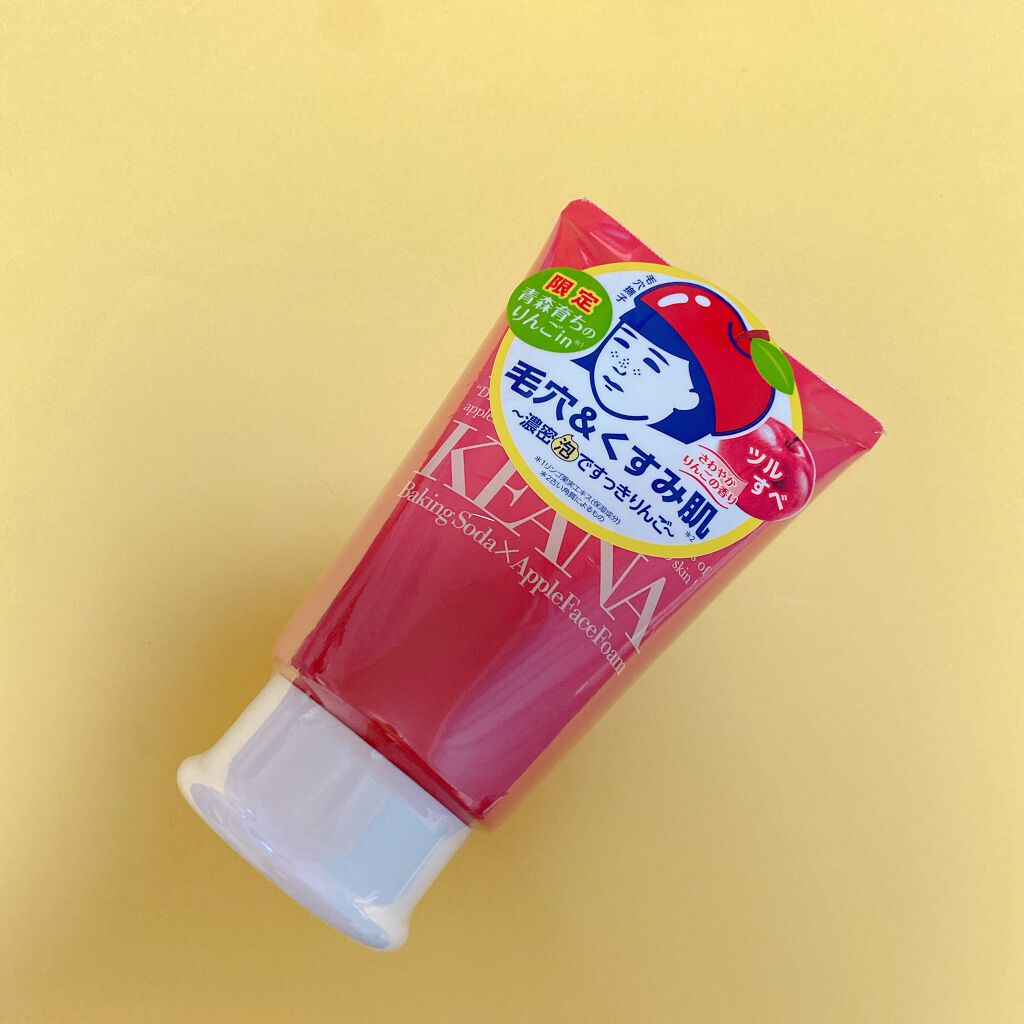 毛穴撫子
限定
青森育ちの
りんごin※1
毛穴&くすみ肌※2
~濃密泡ですっきりりんご~
※1リンゴ果実エキス(保湿成分)
※2古い角質によるもの
さわやか
りんごの香り
ツル
すべ
KEANA
Baking Soda×AppleFaceFoam
skin